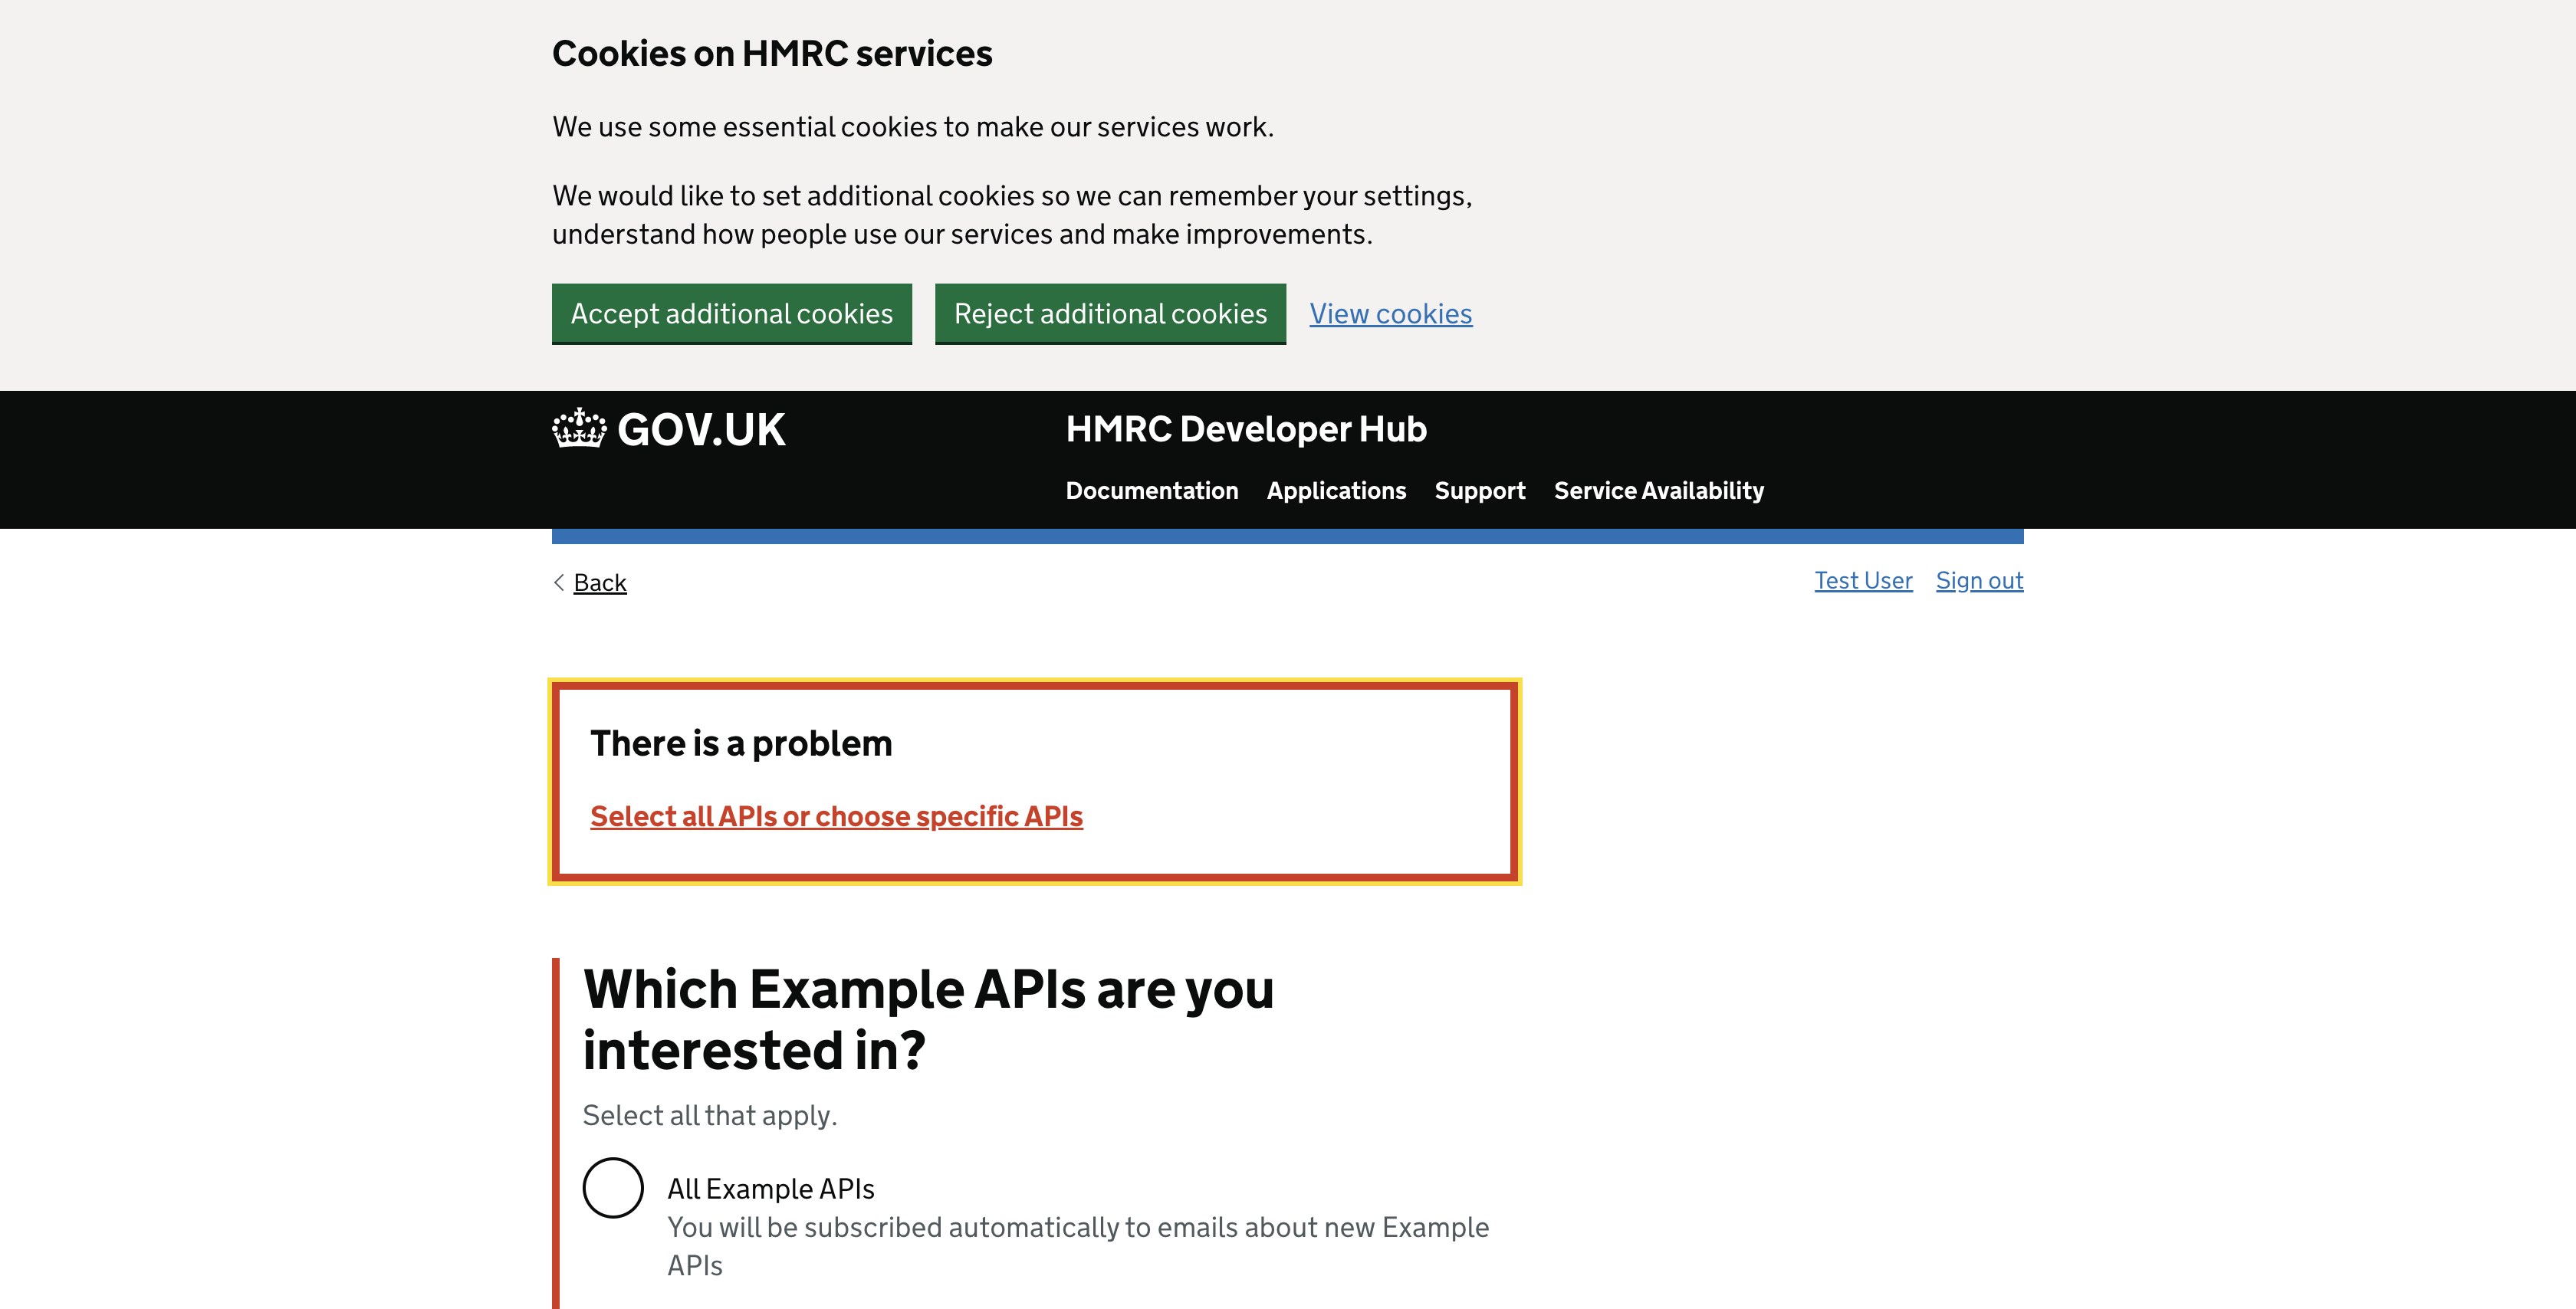 Cookies on HMRC services
We use some essential cookies to make our services work.
We would like to set additional cookies so we can remember your settings,
understand how people use our services and make improvements.
Accept additional cookies Reject additional cookies View cookies
GOV.UK HMRC Developer Hub
Documentation Applications Support Service Availability
Back Test User Sign out
There is a problem
Select all APIs or choose specific APIs
Which Example APIs are you
interested in?
Select all that apply.
All Example APIs
You will be subscribed automatically to emails about new Example
APIs